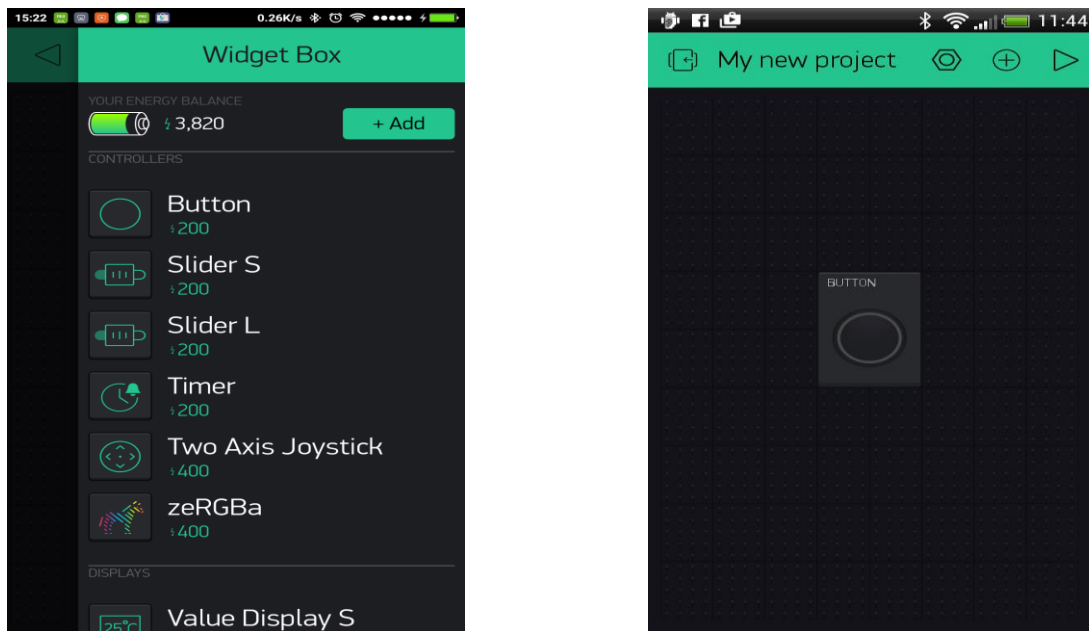 15:22
0.26K/s
Widget Box
YOUR ENERGY BALANCE
3,820
+ Add
CONTROLLERS
Button
200
Slider S
200
Slider L
200
Timer
200
Two Axis Joystick
400
zeRGBa
400
DISPLAYS
25°C
Value Display S
11:44
My new project
BUTTON